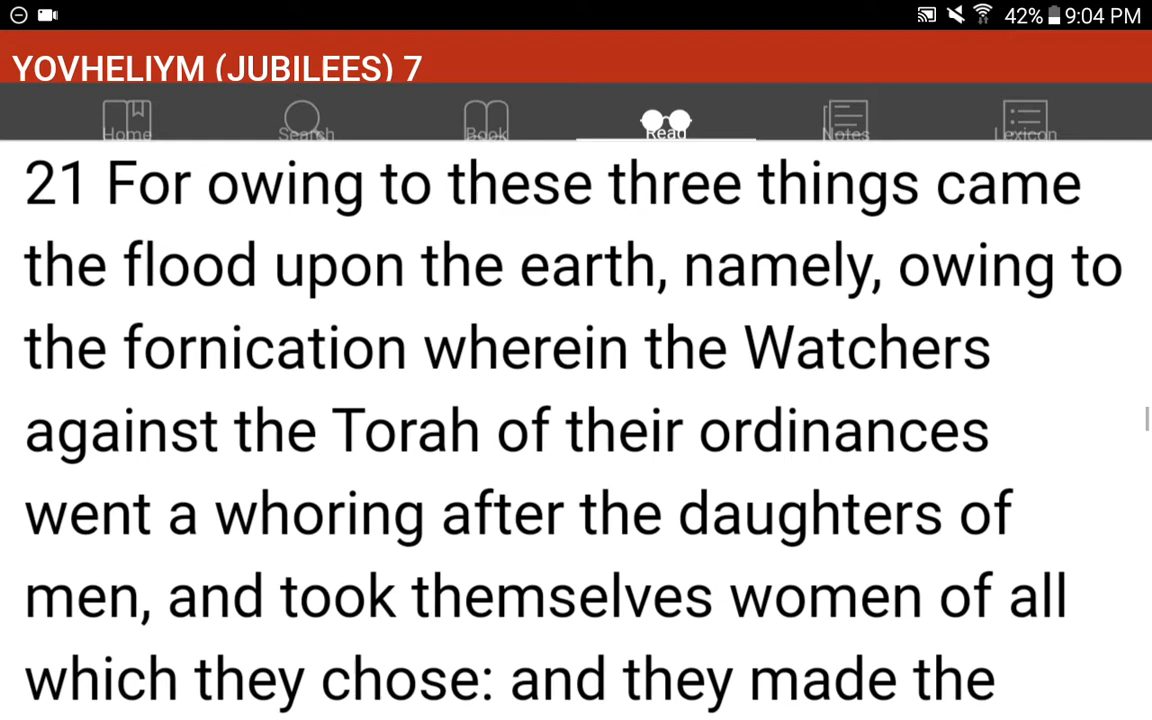 42% 9:04 PM
YOVHELIYM (JUBILEES) 7
Home Search Book Read Notes Lexicon
21 For owing to these three things came
the flood upon the earth, namely, owing to
the fornication wherein the Watchers
against the Torah of their ordinances
went a whoring after the daughters of
men, and took themselves women of all
which they chose: and they made the